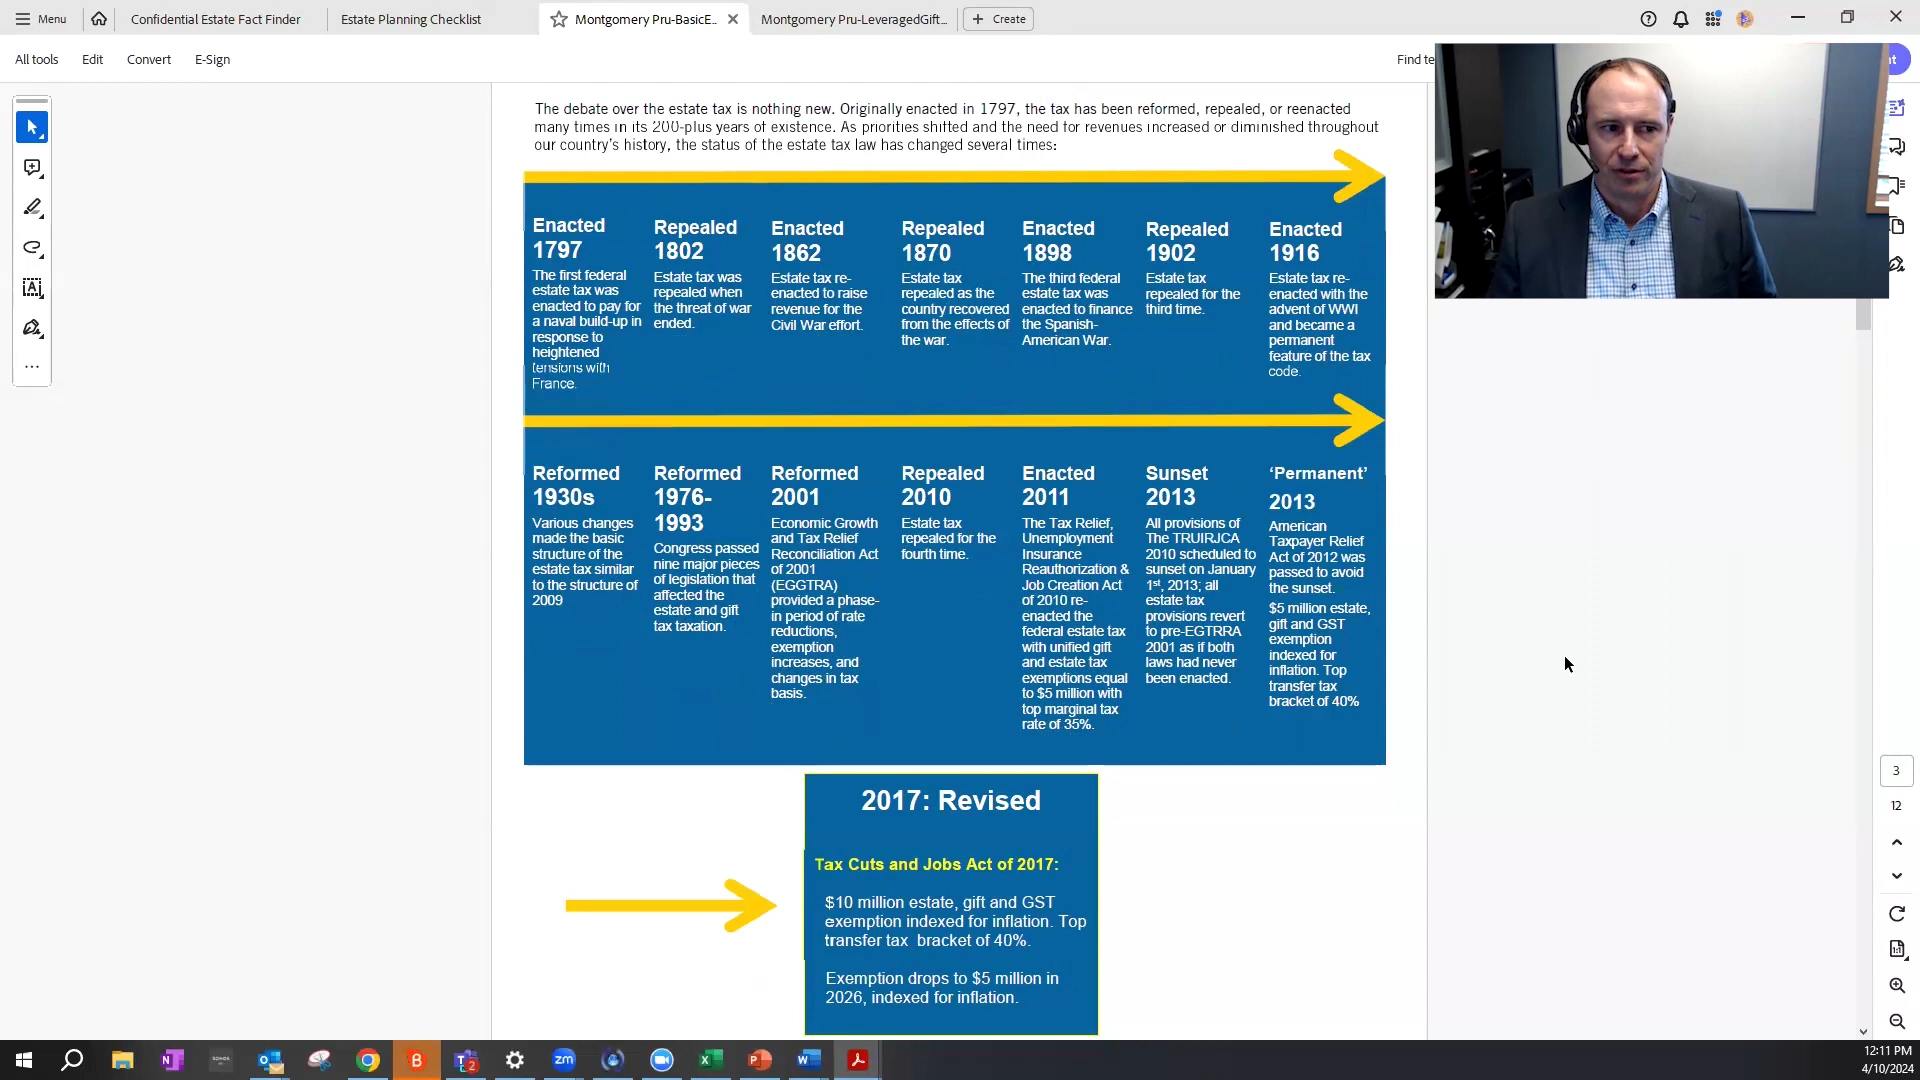 Menu
Confidential Estate Fact Finder
Estate Planning Checklist
Montgomery Pru-BasicE...
Montgomery Pru-LeveragedGift...
Create
All tools
Edit
Convert
E-Sign
Find te
nt
The debate over the estate tax is nothing new. Originally enacted in 1797, the tax has been reformed, repealed, or reenacted
many times in its 200-plus years of existence. As priorities shifted and the need for revenues increased or diminished throughout
our country's history, the status of the estate tax law has changed several times:
Enacted
1797
The first federal
estate tax was
enacted to pay for
a naval build-up in
response to
heightened
tensions with
France.
Repealed
1802
Estate tax was
repealed when
the threat of war
ended.
Enacted
1862
Estate tax re-
enacted to raise
revenue for the
Civil War effort.
Repealed
1870
Estate tax
repealed as the
country recovered
from the effects of
the war.
Enacted
1898
The third federal
estate tax was
enacted to finance
the Spanish-
American War.
Repealed
1902
Estate tax
repealed for the
third time.
Enacted
1916
Estate tax re-
enacted with the
advent of WWI
and became a
permanent
feature of the tax
code.
Reformed
1930s
Various changes
made the basic
structure of the
estate tax similar
to the structure of
2009
Reformed
1976-
1993
Congress passed
nine major pieces
of legislation that
affected the
estate and gift
tax taxation.
Reformed
2001
Economic Growth
and Tax Relief
Reconciliation Act
of 2001
(EGGTRA)
provided a phase-
in period of rate
reductions,
exemption
increases, and
changes in tax
basis.
Repealed
2010
Estate tax
repealed for the
fourth time.
Enacted
2011
The Tax Relief,
Unemployment
Insurance
Reauthorization &
Job Creation Act
of 2010 re-
enacted the
federal estate tax
with unified gift
and estate tax
exemptions equal
to $5 million with
top marginal tax
rate of 35%.
Sunset
2013
All provisions of
The TRUIRJCA
2010 scheduled to
sunset on January
1st, 2013; all
estate tax
provisions revert
to pre-EGTRRA
2001 as if both
laws had never
been enacted.
‘Permanent’
2013
American
Taxpayer Relief
Act of 2012 was
passed to avoid
the sunset.
$5 million estate,
gift and GST
exemption
indexed for
inflation. Top
transfer tax
bracket of 40%
2017: Revised
Tax Cuts and Jobs Act of 2017:
$10 million estate, gift and GST
exemption indexed for inflation. Top
transfer tax bracket of 40%.
Exemption drops to $5 million in
2026, indexed for inflation.
3
12
12:11 PM
4/10/2024